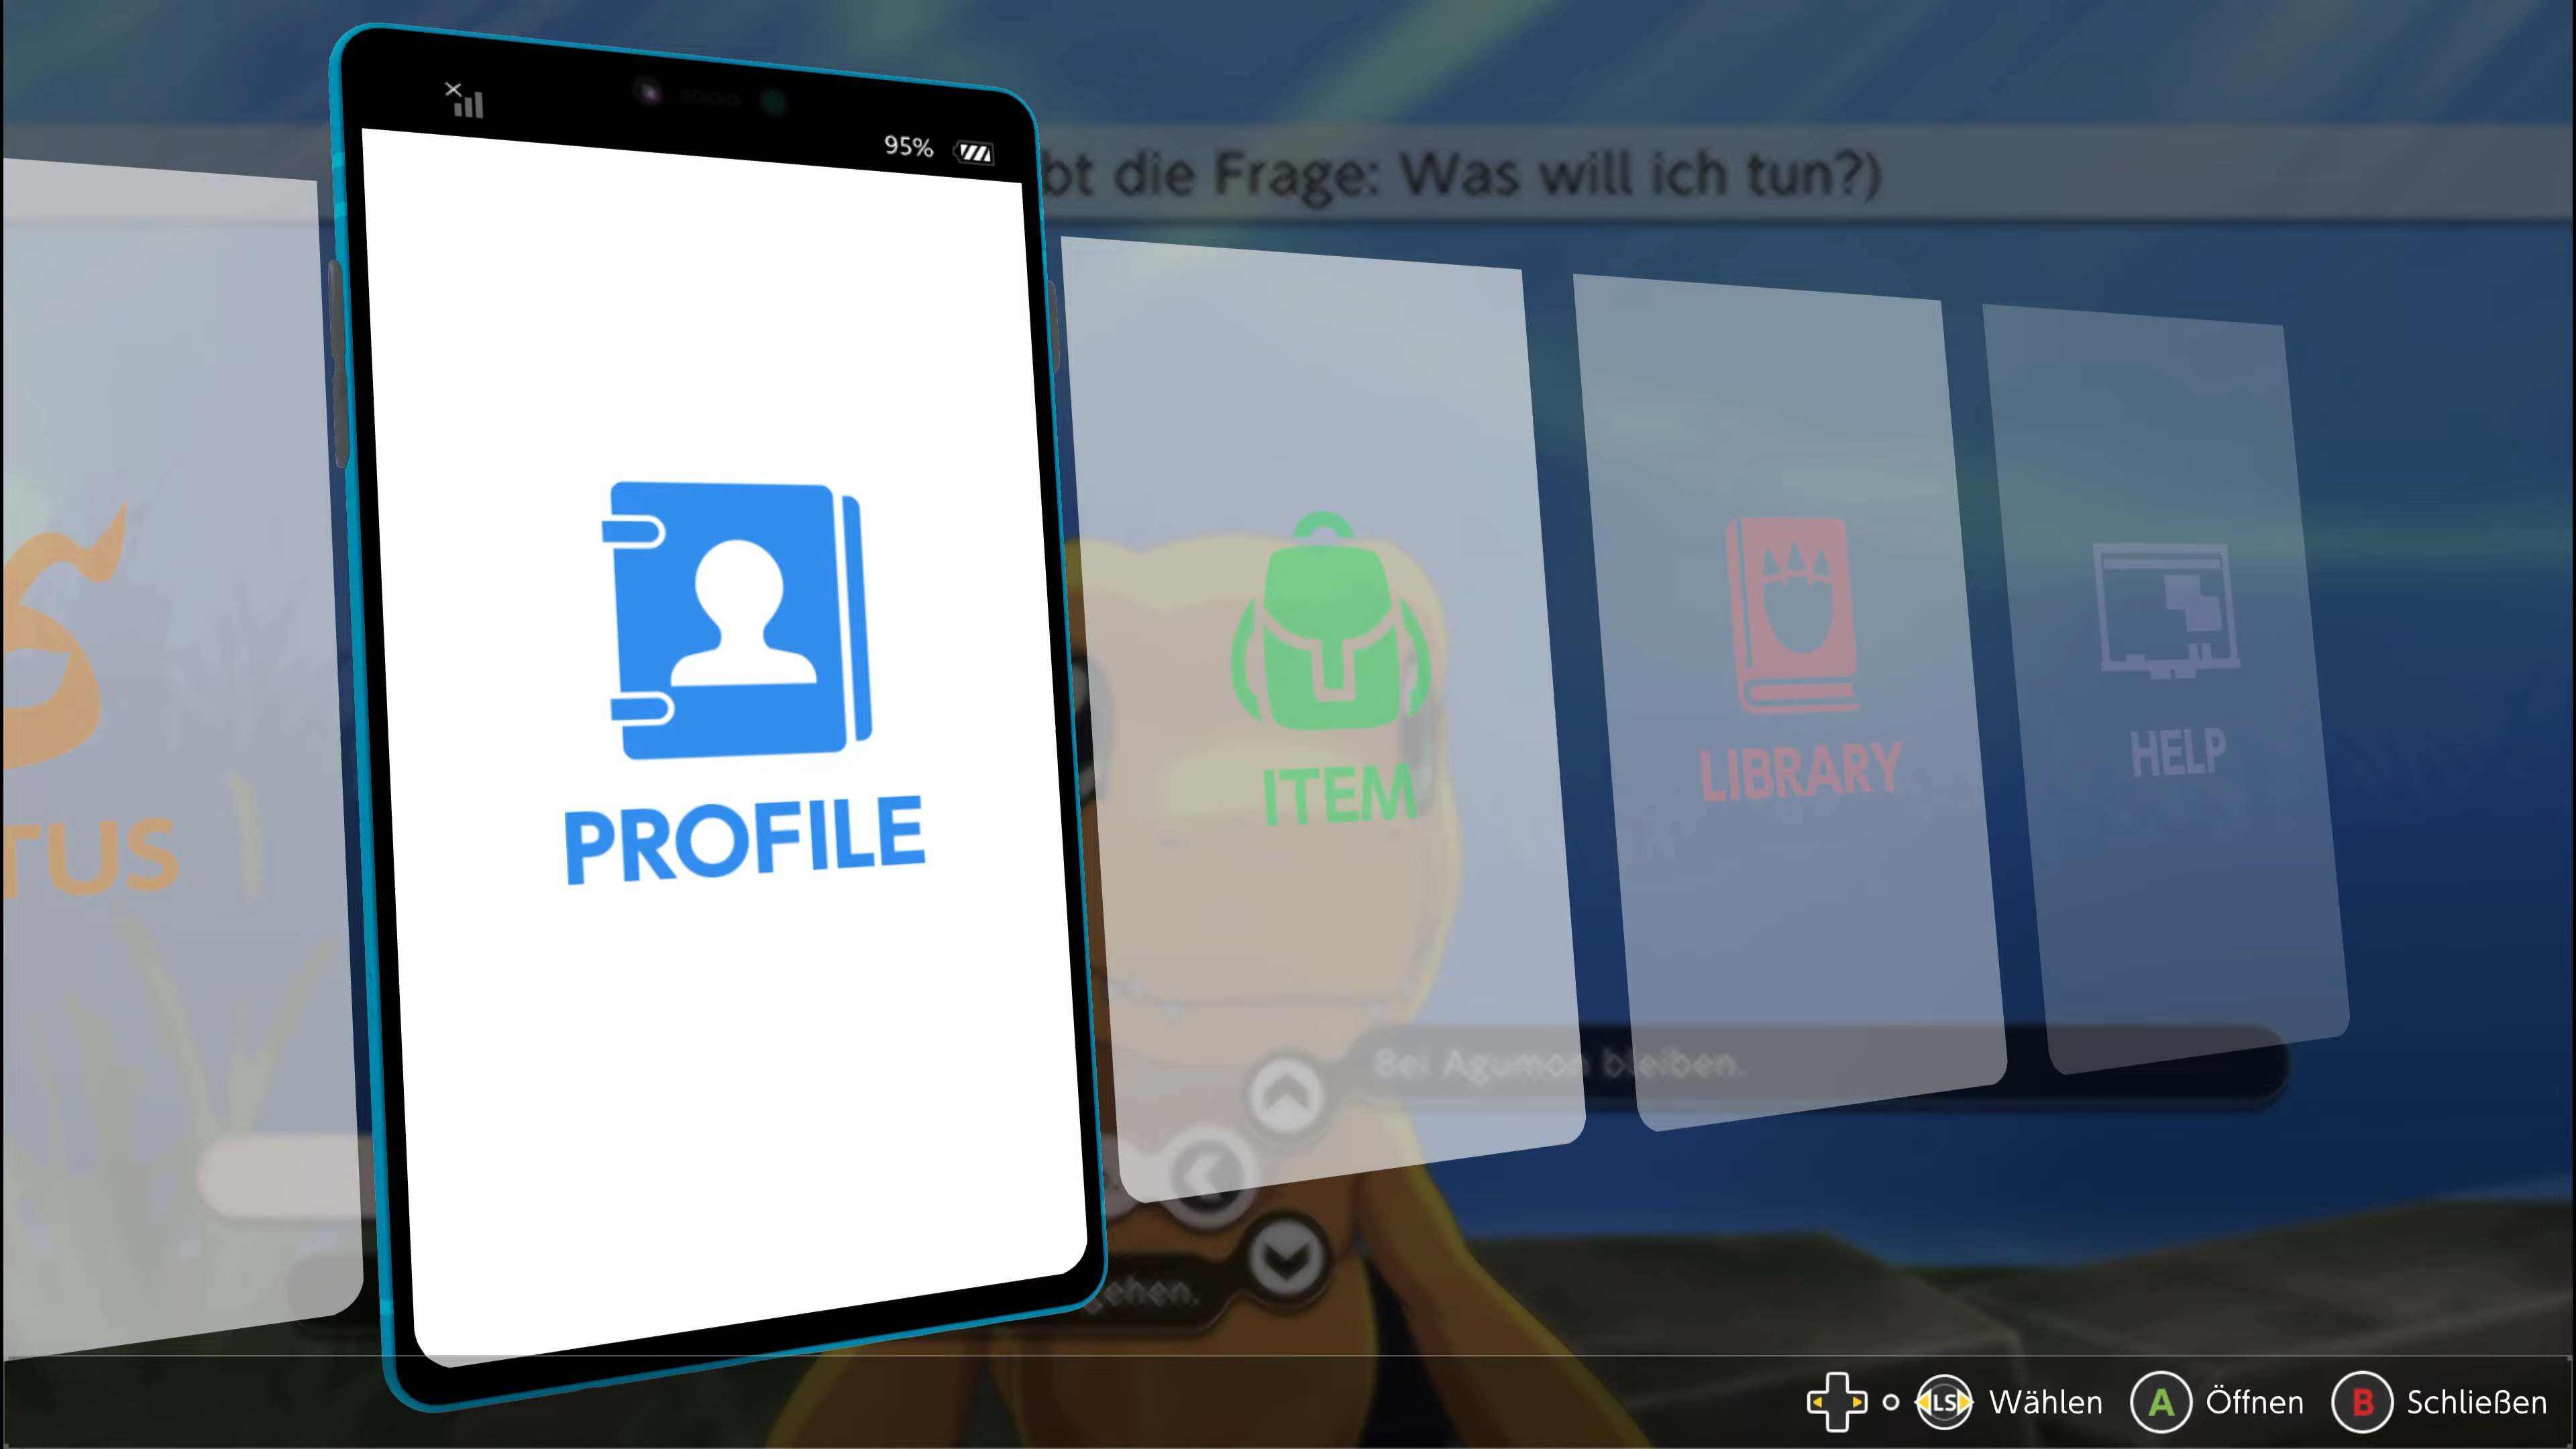 95%
bt die Frage: Was will ich tun?)
TUS
PROFILE
ITEM
LIBRARY
HELP
Bei Agumon bleiben.
gehen.
LS Wählen A Öffnen B Schließen